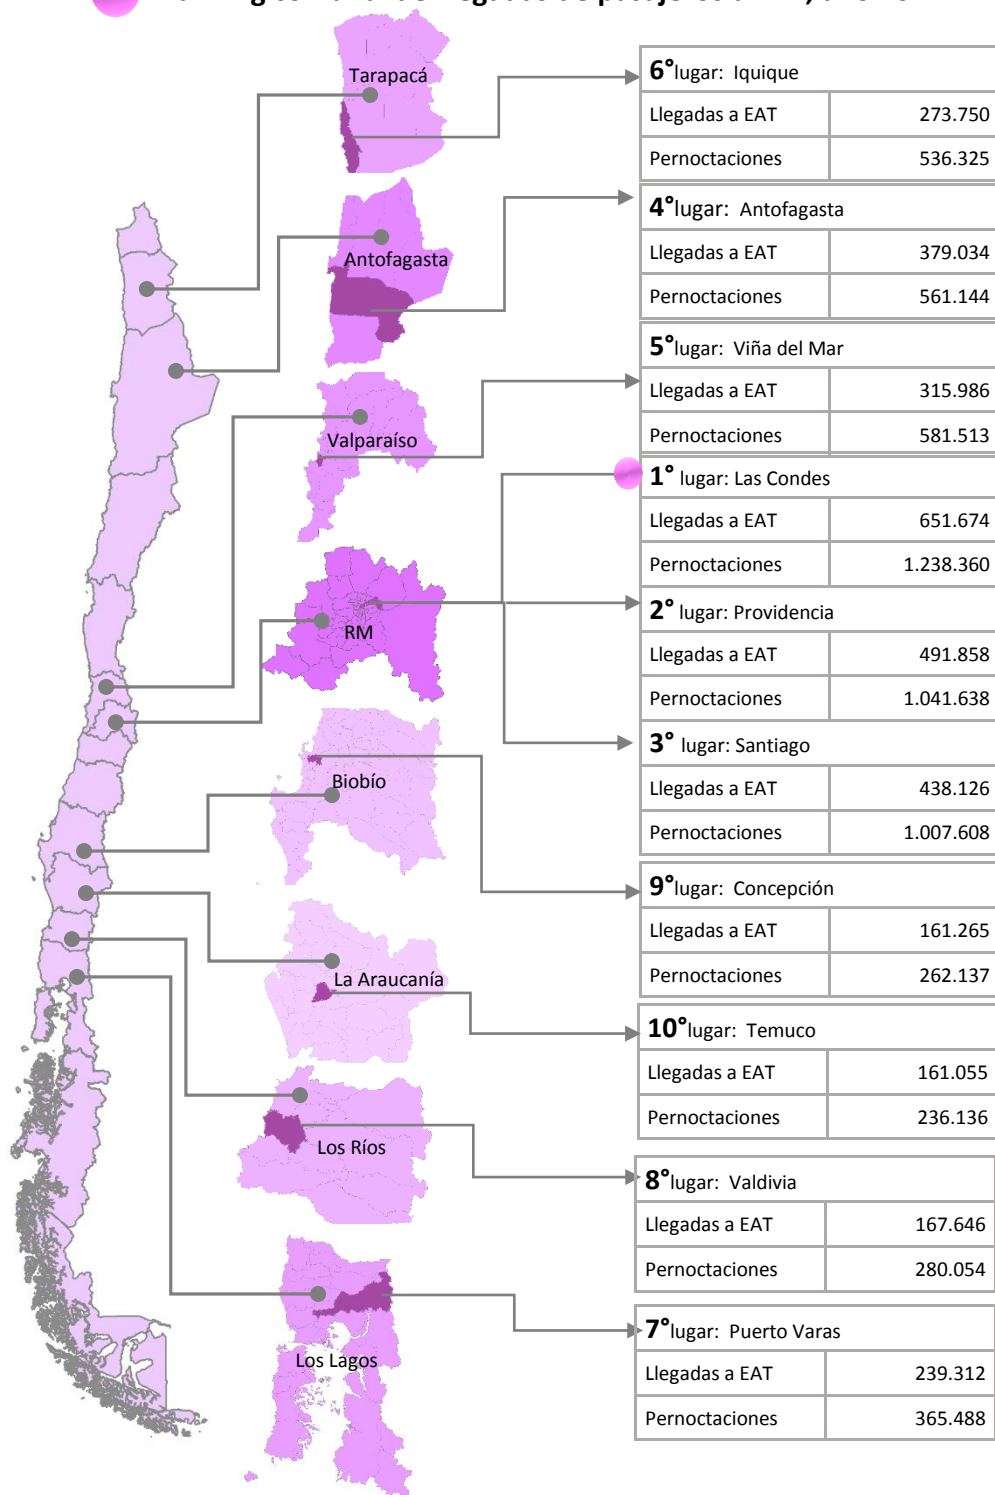 Tarapacá
Antofagasta
Valparaíso
RM
Biobío
La Araucanía
Los Ríos
Los Lagos
6°lugar: Iquique
Llegadas a EAT 273.750
Pernoctaciones 536.325
4°lugar: Antofagasta
Llegadas a EAT 379.034
Pernoctaciones 561.144
5°lugar: Viña del Mar
Llegadas a EAT 315.986
Pernoctaciones 581.513
1° lugar: Las Condes
Llegadas a EAT 651.674
Pernoctaciones 1.238.360
2° lugar: Providencia
Llegadas a EAT 491.858
Pernoctaciones 1.041.638
3° lugar: Santiago
Llegadas a EAT 438.126
Pernoctaciones 1.007.608
9°lugar: Concepción
Llegadas a EAT 161.265
Pernoctaciones 262.137
10°lugar: Temuco
Llegadas a EAT 161.055
Pernoctaciones 236.136
8°lugar: Valdivia
Llegadas a EAT 167.646
Pernoctaciones 280.054
7°lugar: Puerto Varas
Llegadas a EAT 239.312
Pernoctaciones 365.488